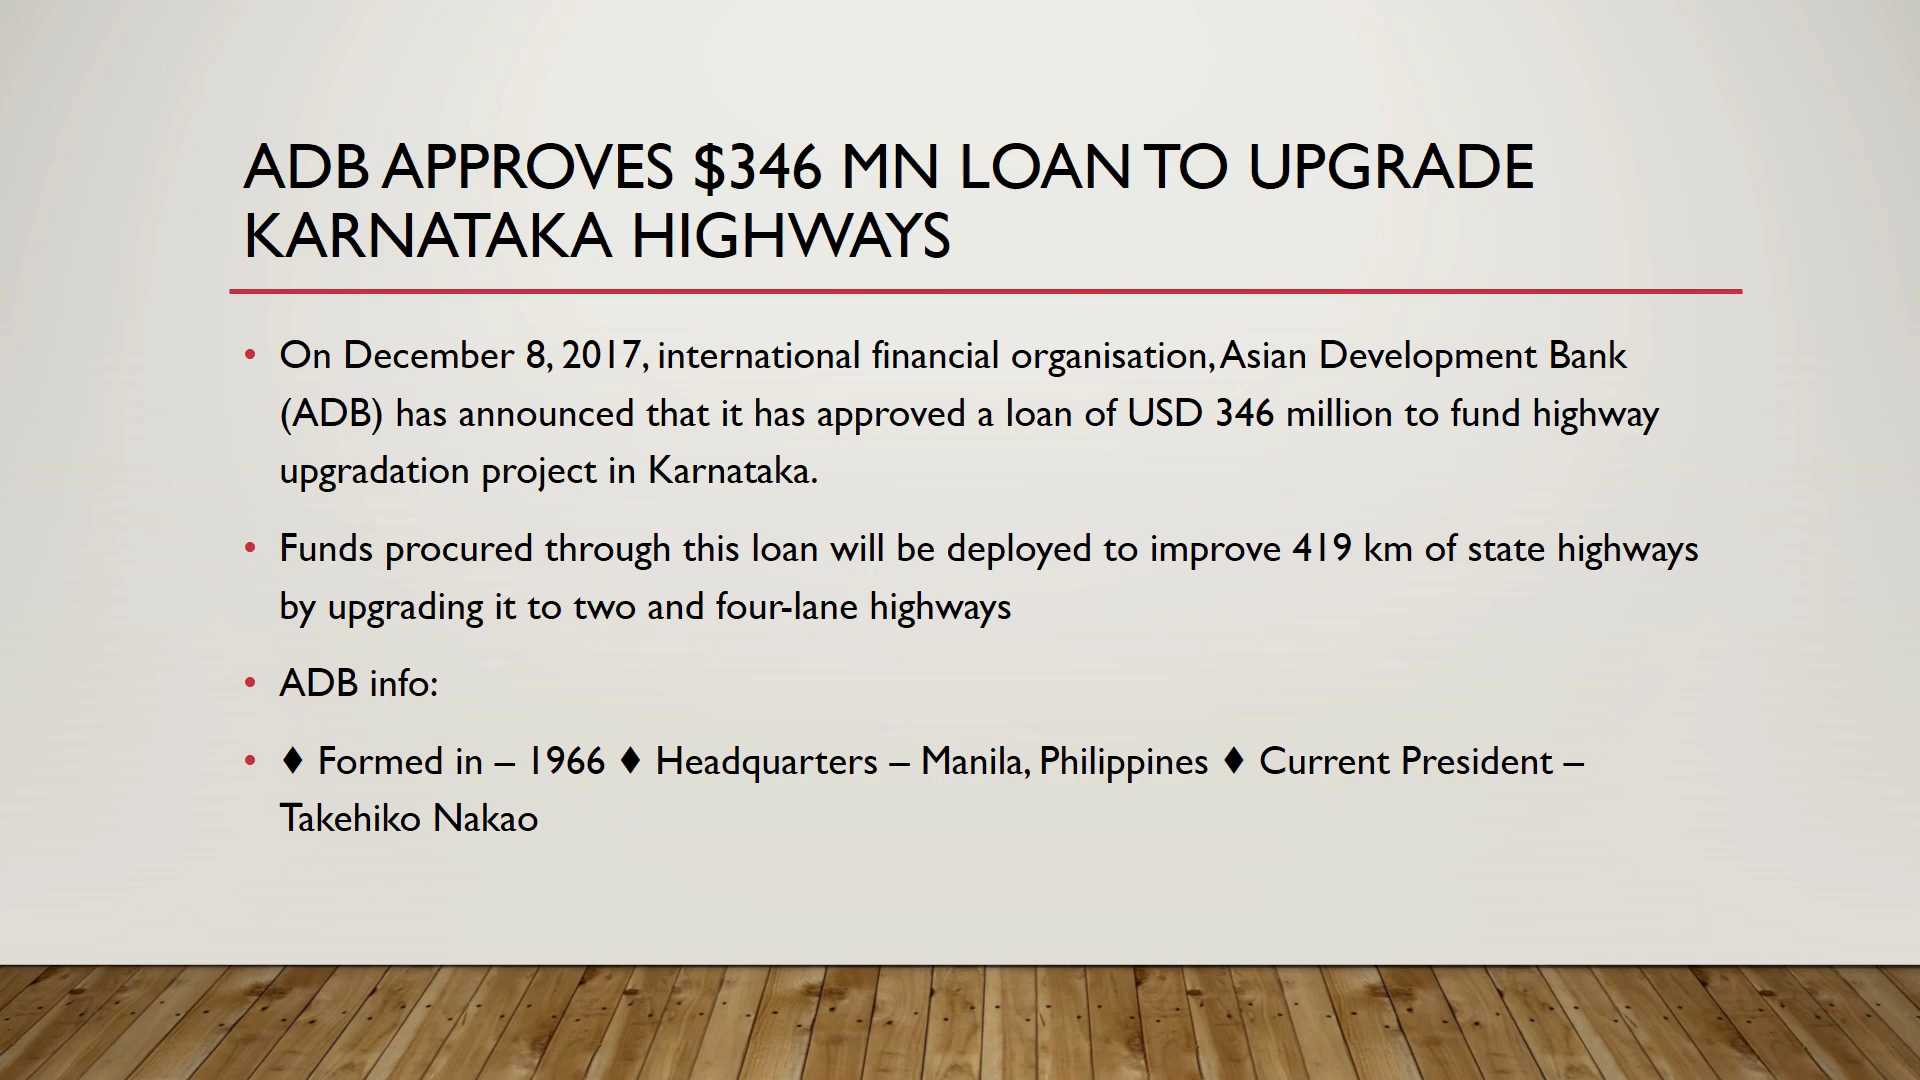 ADB APPROVES $346 MN LOAN TO UPGRADE
KARNATAKA HIGHWAYS
• On December 8, 2017, international financial organisation, Asian Development Bank
(ADB) has announced that it has approved a loan of USD 346 million to fund highway
upgradation project in Karnataka.
• Funds procured through this loan will be deployed to improve 419 km of state highways
by upgrading it to two and four-lane highways
• ADB info:
• ♦ Formed in – 1966 ♦ Headquarters – Manila, Philippines ♦ Current President –
Takehiko Nakao